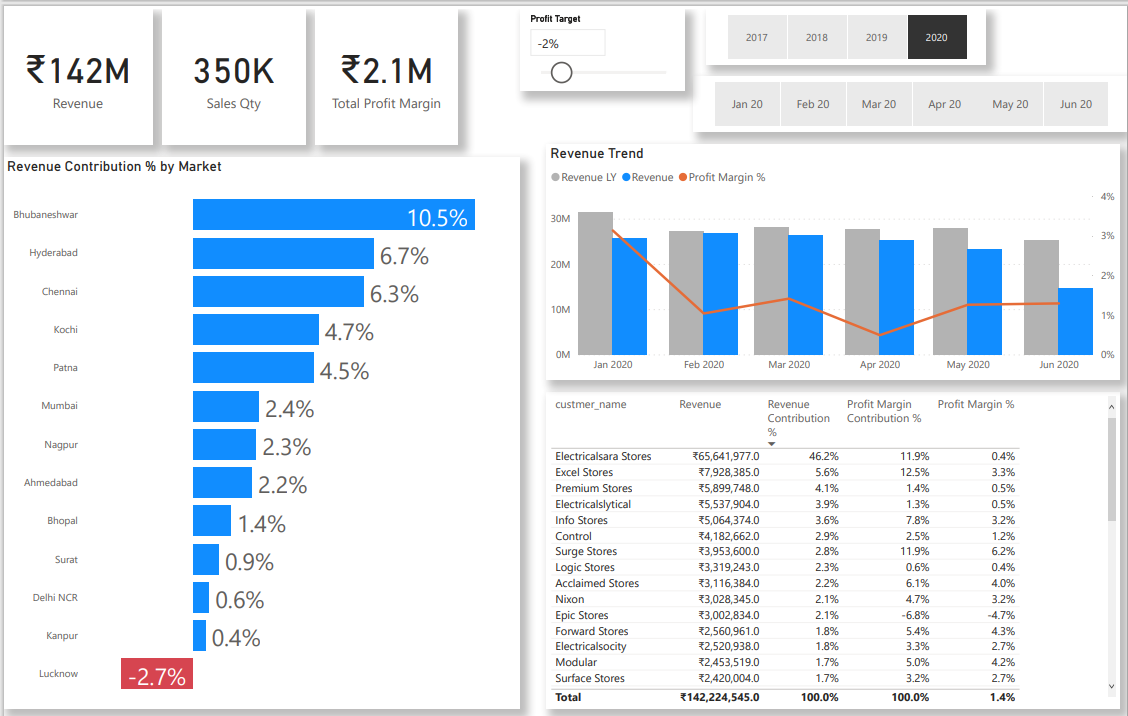 ₹142M
Revenue
350K
Sales Qty
₹2.1M
Total Profit Margin
Profit Target
-2%
2017 2018 2019 2020
Jan 20 Feb 20 Mar 20 Apr 20 May 20 Jun 20
Revenue Contribution % by Market
Bhubaneshwar 10.5%
Hyderabad 6.7%
Chennai 6.3%
Kochi 4.7%
Patna 4.5%
Mumbai 2.4%
Nagpur 2.3%
Ahmedabad 2.2%
Bhopal 1.4%
Surat 0.9%
Delhi NCR 0.6%
Kanpur 0.4%
Lucknow -2.7%
Revenue Trend
Revenue LY Revenue Profit Margin %
4%
30M 3%
20M 2%
10M 1%
0M 0%
Jan 2020 Feb 2020 Mar 2020 Apr 2020 May 2020 Jun 2020
custmer_name Revenue Revenue Profit Margin Profit Margin %
Contribution Contribution %
%
Electricalsara Stores ₹65,641,977.0 46.2% 11.9% 0.4%
Excel Stores ₹7,928,385.0 5.6% 12.5% 3.3%
Premium Stores ₹5,899,748.0 4.1% 1.4% 0.5%
Electricalslytical ₹5,537,904.0 3.9% 1.3% 0.5%
Info Stores ₹5,064,374.0 3.6% 7.8% 3.2%
Control ₹4,182,662.0 2.9% 2.5% 1.2%
Surge Stores ₹3,953,600.0 2.8% 11.9% 6.2%
Logic Stores ₹3,319,243.0 2.3% 0.6% 0.4%
Acclaimed Stores ₹3,116,384.0 2.2% 6.1% 4.0%
Nixon ₹3,028,345.0 2.1% 4.7% 3.2%
Epic Stores ₹3,002,834.0 2.1% -6.8% -4.7%
Forward Stores ₹2,560,961.0 1.8% 5.4% 4.3%
Electricalsocity ₹2,520,938.0 1.8% 3.3% 2.7%
Modular ₹2,453,519.0 1.7% 5.0% 4.2%
Surface Stores ₹2,420,004.0 1.7% 3.2% 2.7%
Total ₹142,224,545.0 100.0% 100.0% 1.4%